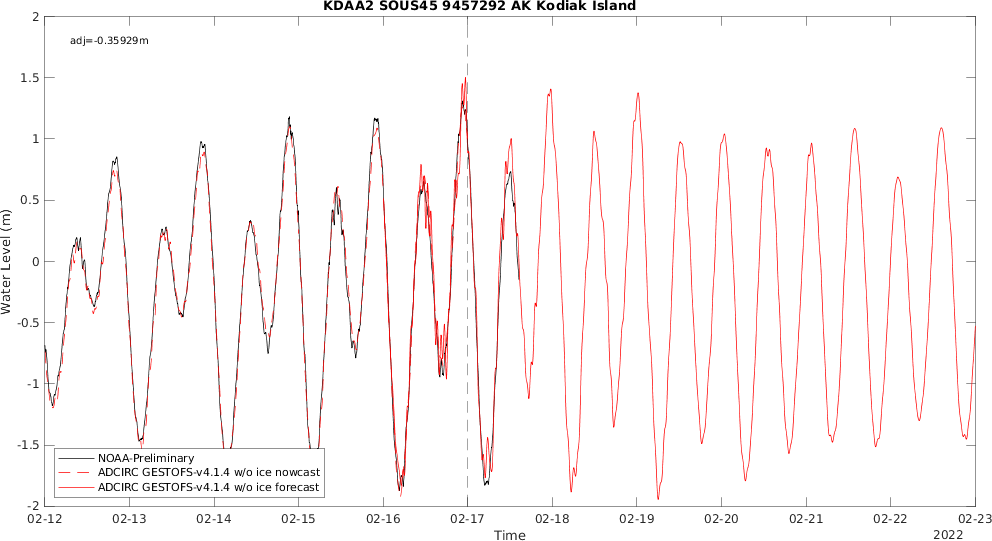 KDAA2 SOUS45 9457292 AK Kodiak Island
adj=-0.35929m
2
1.5
1
0.5
0
-0.5
-1
-1.5
-2
Water Level (m)
NOAA-Preliminary
ADCIRC GESTOFS-v4.1.4 w/o ice nowcast
ADCIRC GESTOFS-v4.1.4 w/o ice forecast
02-12 02-13 02-14 02-15 02-16 02-17 02-18 02-19 02-20 02-21 02-22 02-23
Time
2022